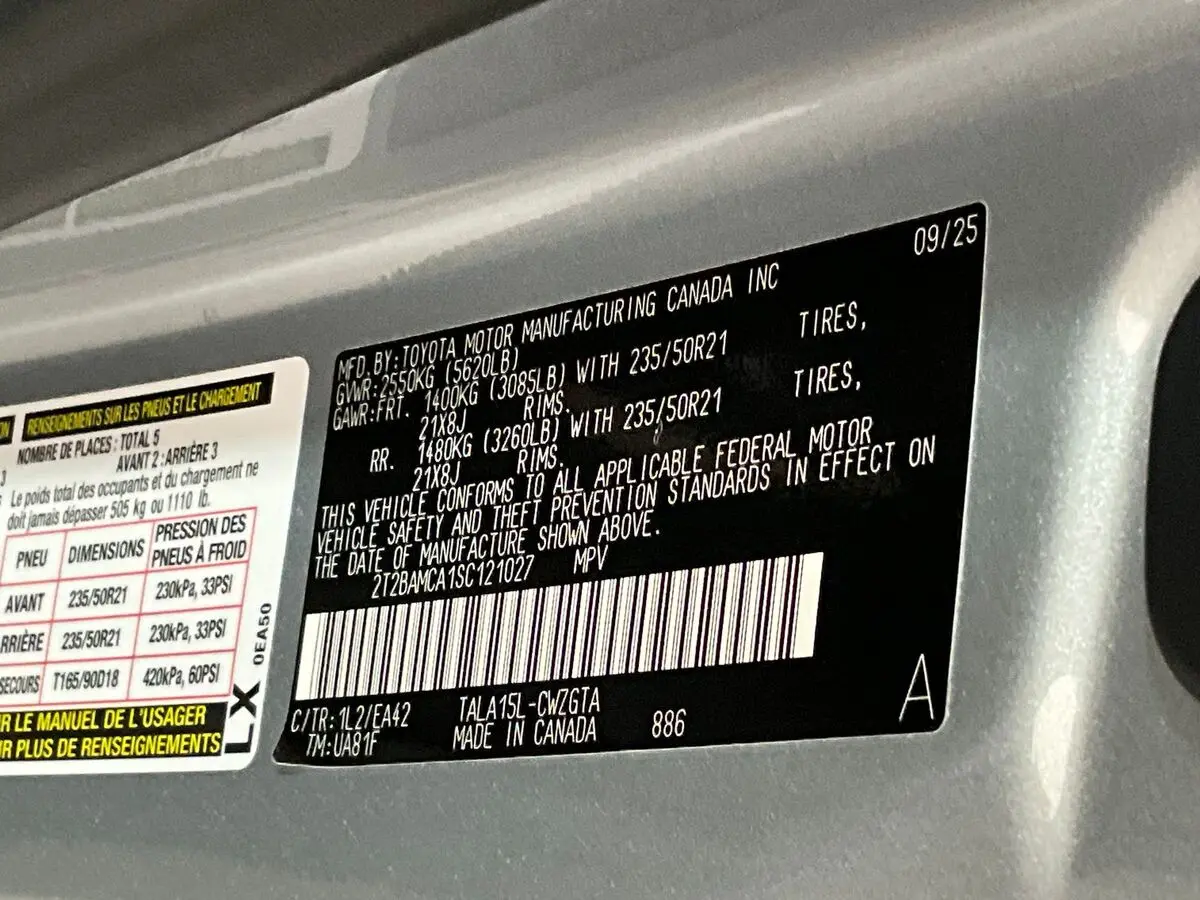 ON RENSEIGNEMENTS SUR LES PNEUS ET LE CHARGEMENT
NOMBRE DE PLACES : TOTAL 5
AVANT 2 : ARRIÈRE 3
3
Le poids total des occupants et du chargement ne
doit jamais dépasser 505 kg ou 1110 lb.
PNEU DIMENSIONS PRESSION DES PNEUS À FROID
AVANT 235/50R21 230kPa, 33PSI
RRIÈRE 235/50R21 230kPa, 33PSI
SECOURS T165/90D18 420kPa, 60PSI
R LE MANUEL DE L'USAGER
R PLUS DE RENSEIGNEMENTS
LX 0EA50
09/25
MFD.BY:TOYOTA MOTOR MANUFACTURING CANADA INC
GVWR:2550KG (5620LB)
GAWR:FRT. 1400KG (3085LB) WITH 235/50R21 TIRES,
21X8J RIMS.
RR. 1480KG (3260LB) WITH 235/50R21 TIRES,
21X8J RIMS.
THIS VEHICLE CONFORMS TO ALL APPLICABLE FEDERAL MOTOR
VEHICLE SAFETY AND THEFT PREVENTION STANDARDS IN EFFECT ON
THE DATE OF MANUFACTURE SHOWN ABOVE.
2T2BAMCA1SC121027 MPV
C/TR:1L2/EA42 TALA15L-CWZGTA
TM:UA81F MADE IN CANADA 886
A